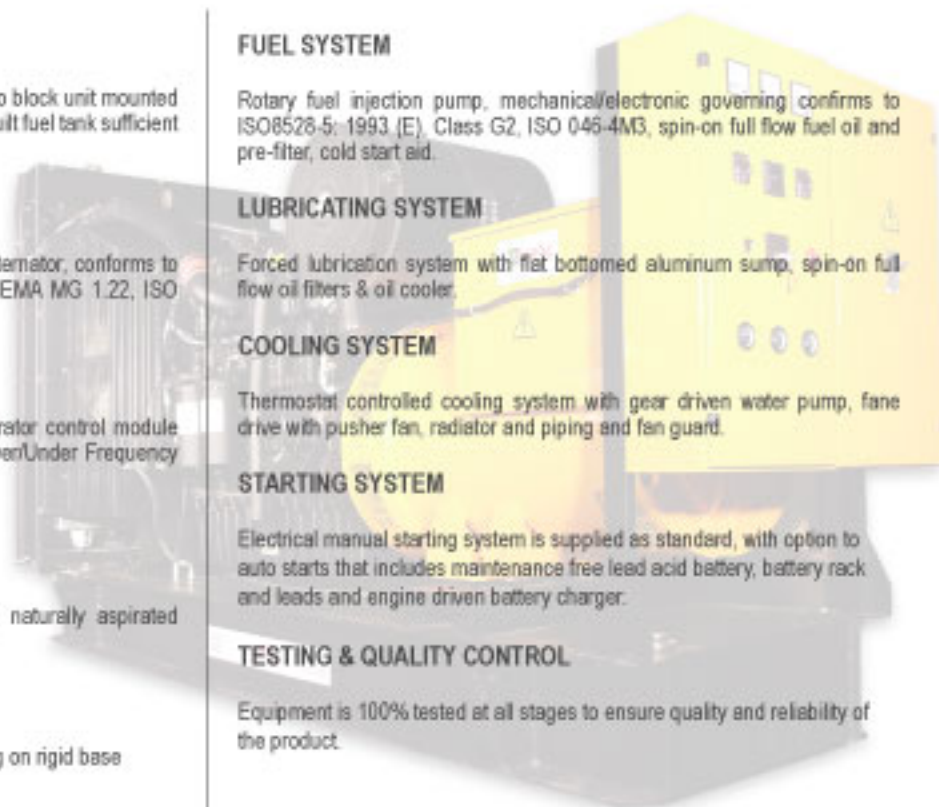 o block unit mounted
uilt fuel tank sufficient
ternator, conforms to
EMA MG 1.22, ISO
rator control module
ver/Under Frequency
naturally aspirated
g on rigid base
FUEL SYSTEM
Rotary fuel injection pump, mechanical/electronic governing confirms to
ISO8528-5: 1993 (E), Class G2, ISO 046-4M3, spin-on full flow fuel oil and
pre-filter, cold start aid.
LUBRICATING SYSTEM
Forced lubrication system with flat bottomed aluminum sump, spin-on full
flow oil filters & oil cooler.
COOLING SYSTEM
Thermostat controlled cooling system with gear driven water pump, fane
drive with pusher fan, radiator and piping and fan guard.
STARTING SYSTEM
Electrical manual starting system is supplied as standard, with option to
auto starts that includes maintenance free lead acid battery, battery rack
and leads and engine driven battery charger.
TESTING & QUALITY CONTROL
Equipment is 100% tested at all stages to ensure quality and reliability of
the product.